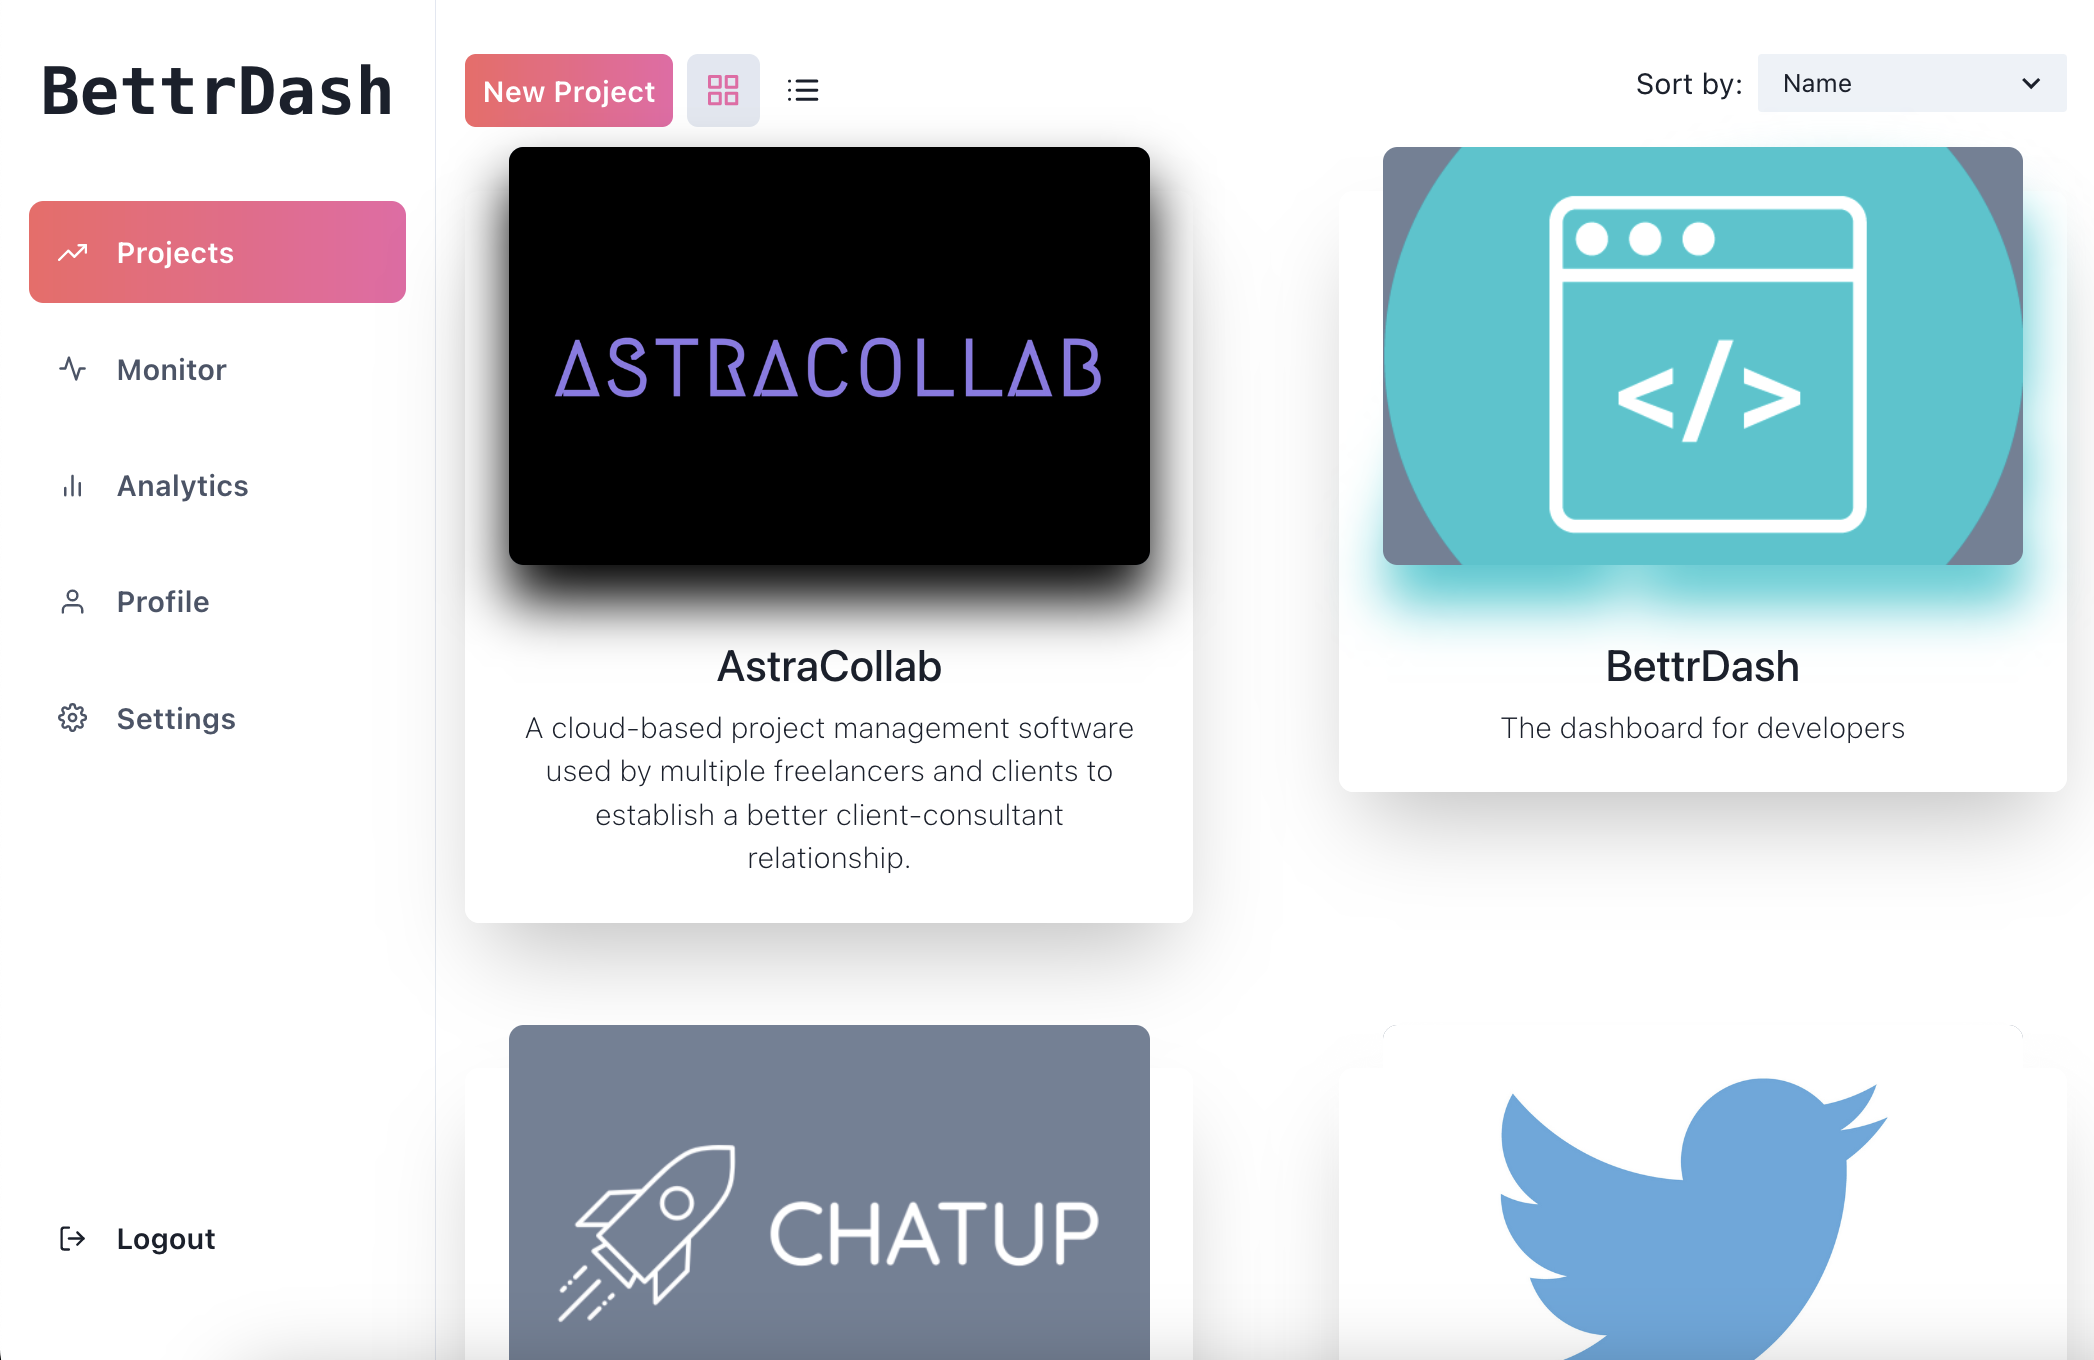 BettrDash
Projects
Monitor
Analytics
Profile
Settings
Logout
New Project
Sort by:
Name
ASTRACOLLAB
AstraCollab
A cloud-based project management software
used by multiple freelancers and clients to
establish a better client-consultant
relationship.
</>
BettrDash
The dashboard for developers
CHATUP